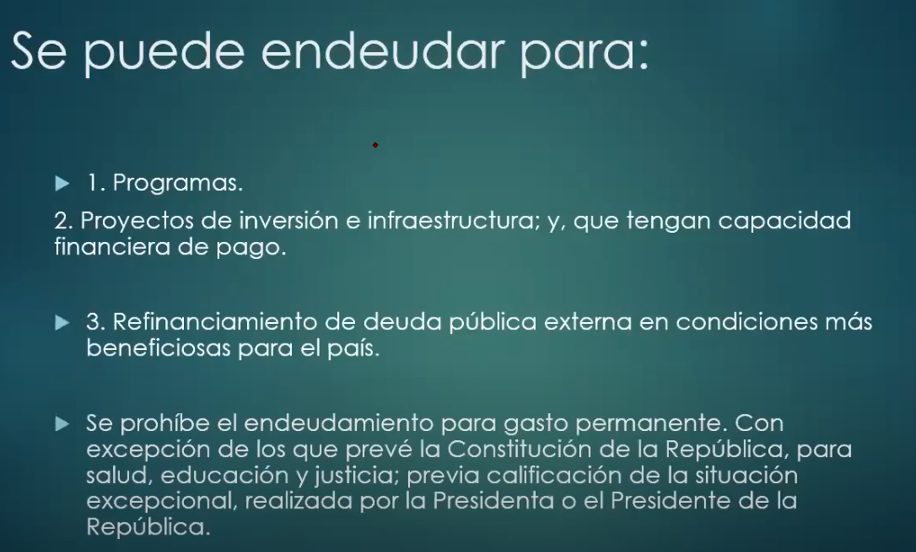 Se puede endeudar para:
1. Programas.
2. Proyectos de inversión e infraestructura; y, que tengan capacidad
financiera de pago.
3. Refinanciamiento de deuda pública externa en condiciones más
beneficiosas para el país.
Se prohíbe el endeudamiento para gasto permanente. Con
excepción de los que prevé la Constitución de la República, para
salud, educación y justicia; previa calificación de la situación
excepcional, realizada por la Presidenta o el Presidente de la
República.